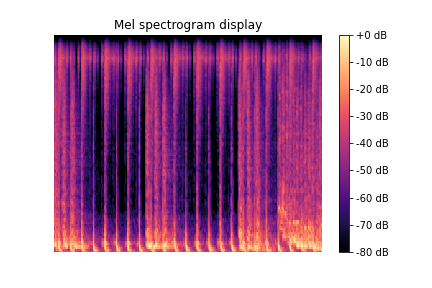 Mel spectrogram display
+0 dB
-10 dB
-20 dB
-30 dB
-40 dB
-50 dB
-60 dB
-70 dB
-80 dB